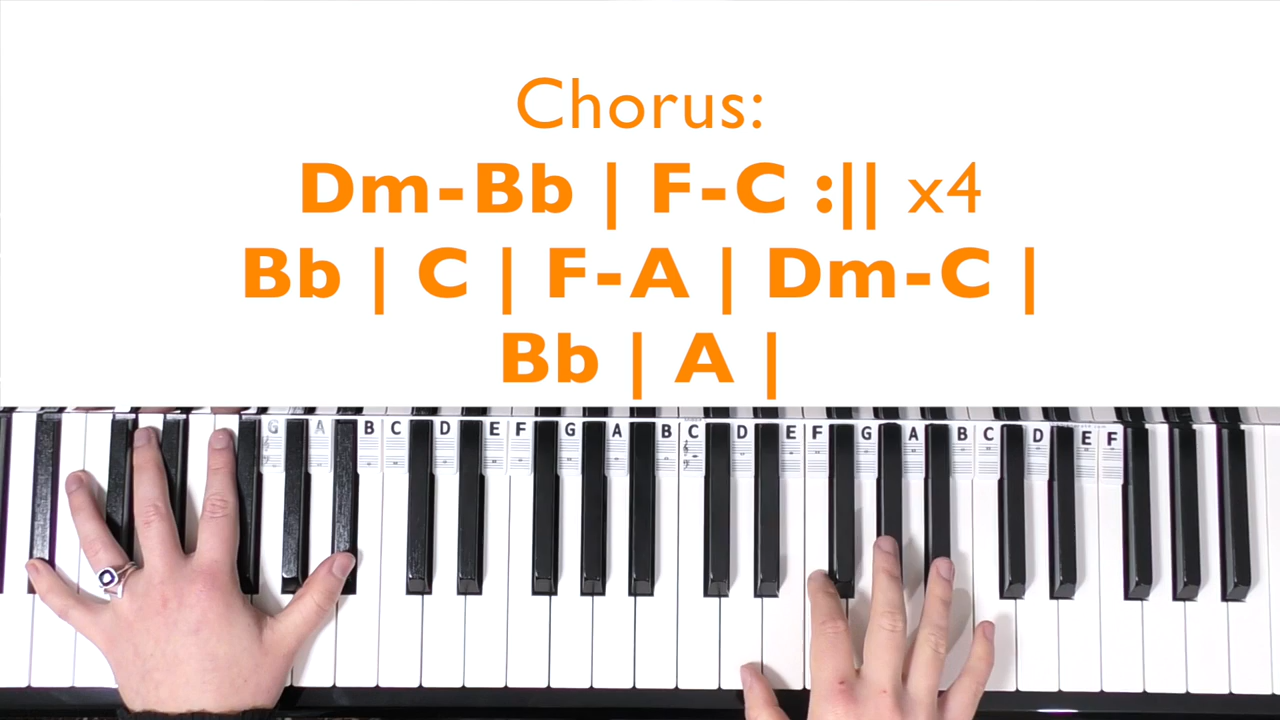 Chorus:
Dm-Bb | F-C :|| x4
Bb | C | F-A | Dm-C |
Bb | A |
G A B C D E F G A B C D E F G A B C D E F